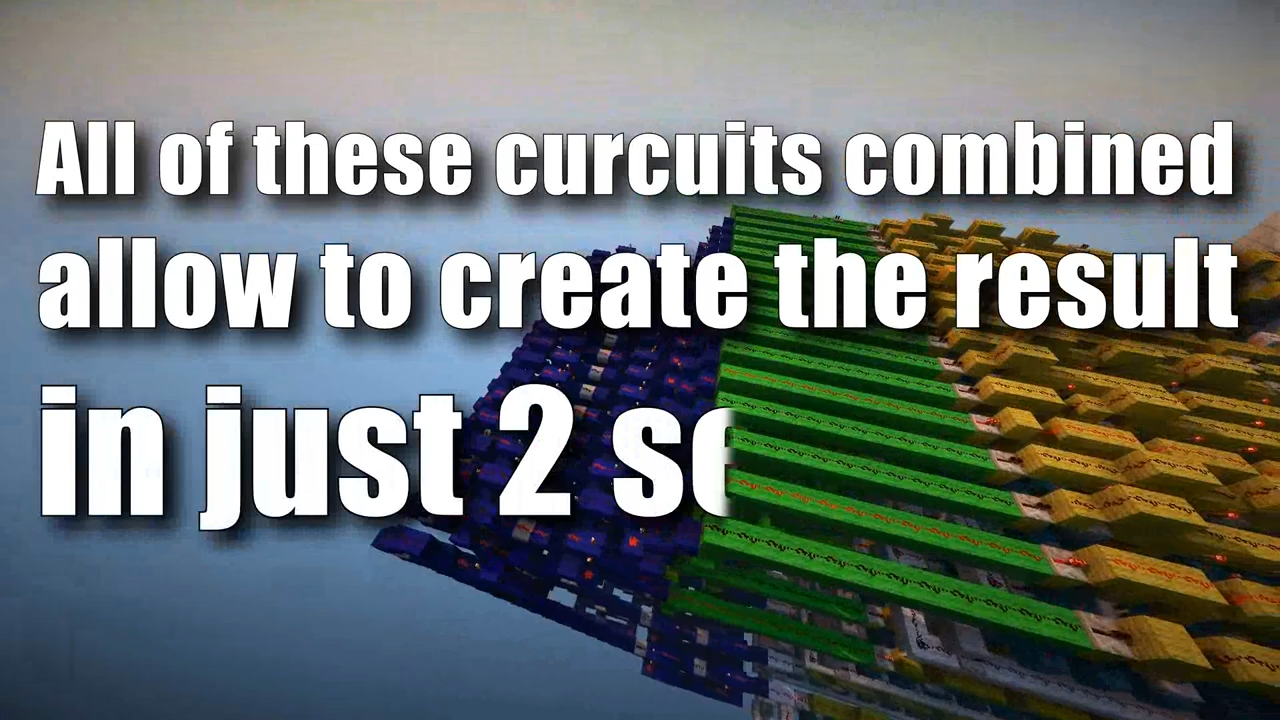 All of these curcuits combined
allow to create the result
in just 2 se